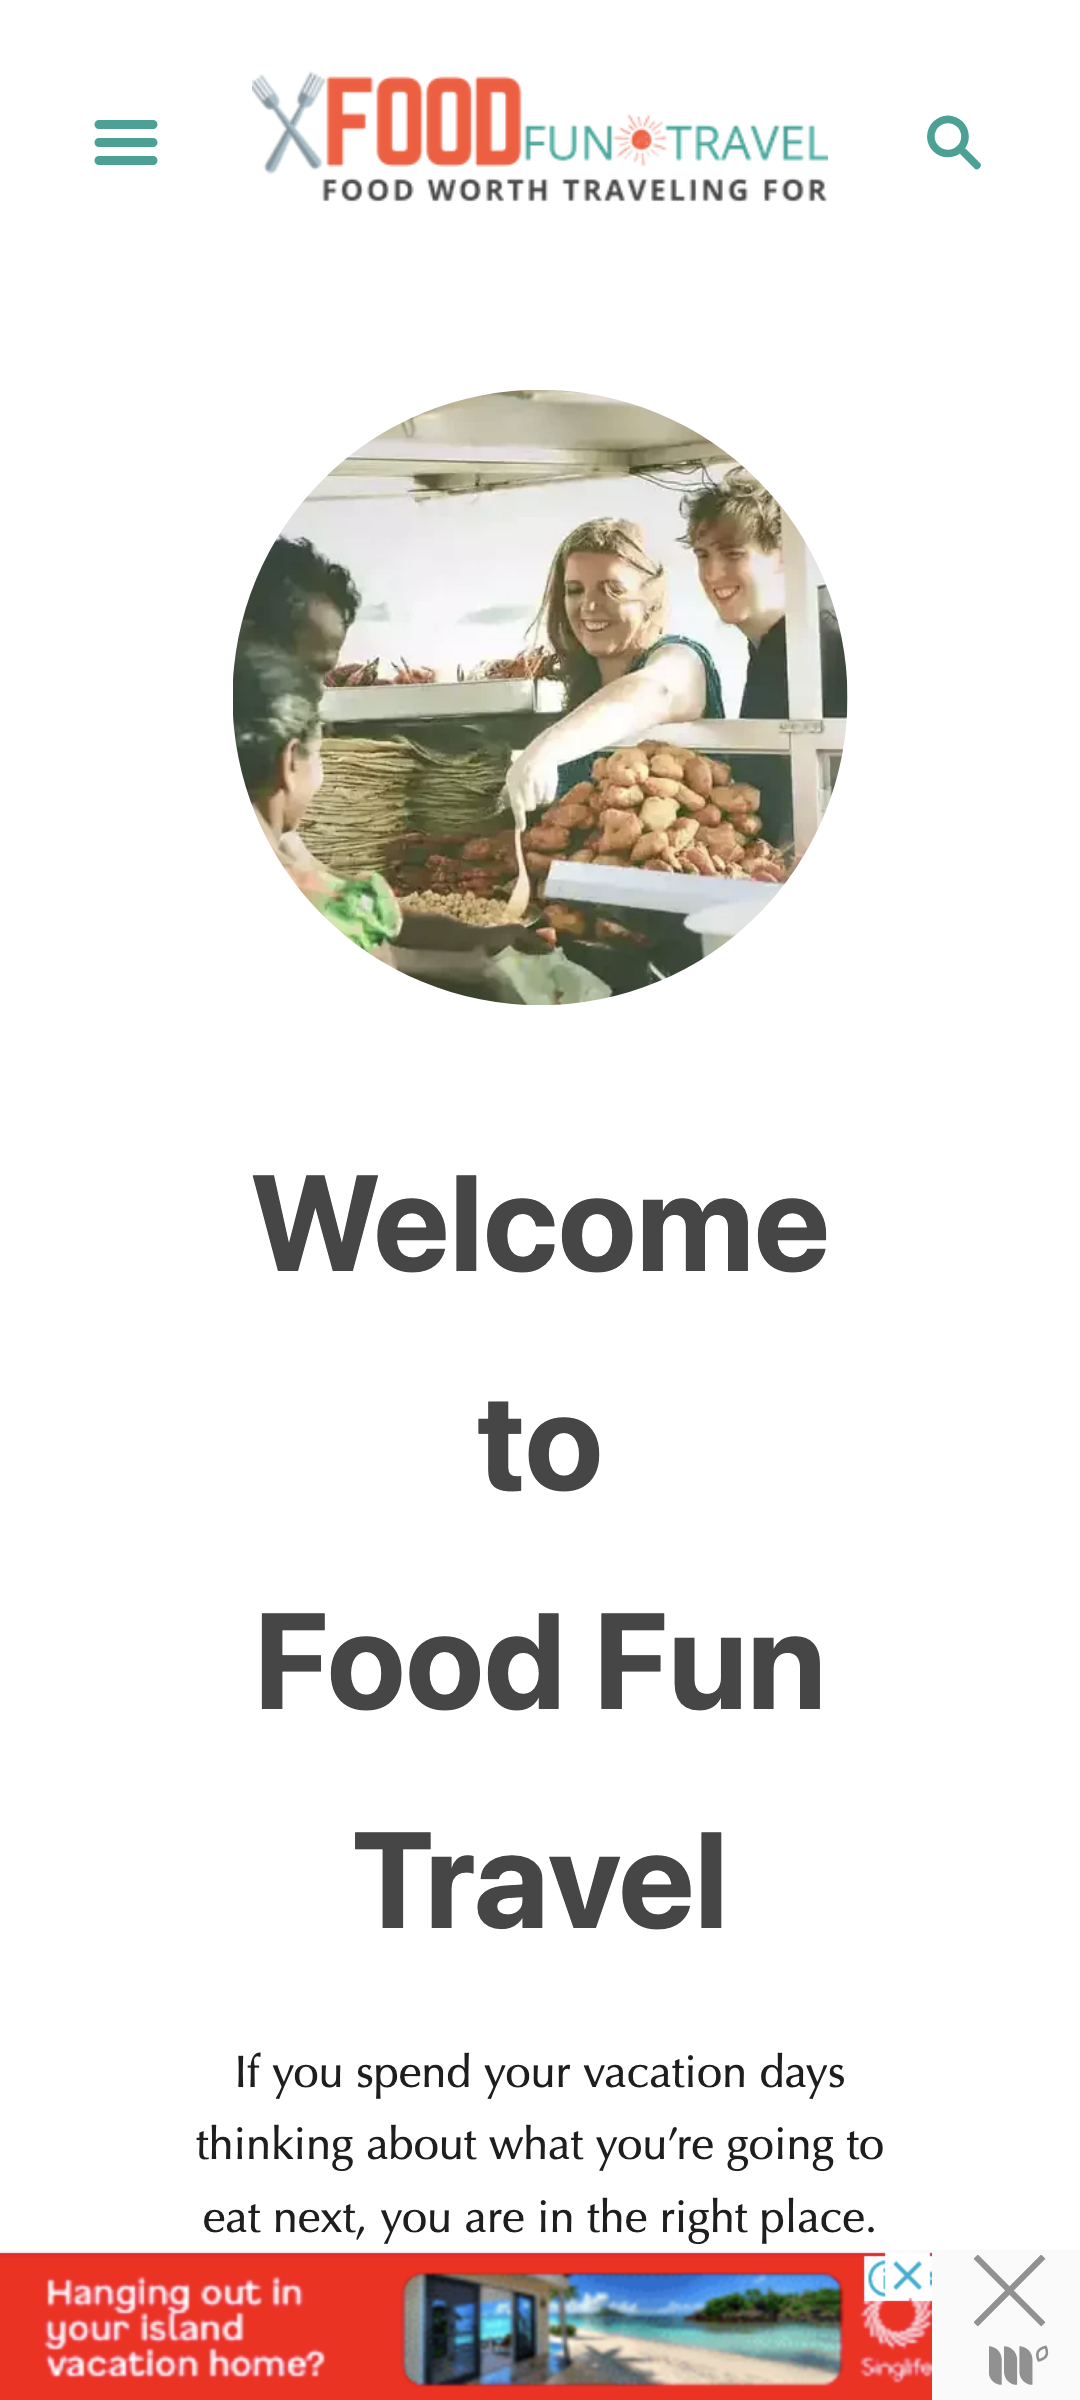 FOOD FUN TRAVEL
FOOD WORTH TRAVELING FOR
Welcome
to
Food Fun
Travel
If you spend your vacation days
thinking about what you’re going to
eat next, you are in the right place.
Hanging out in
your island
vacation home?
Singlife